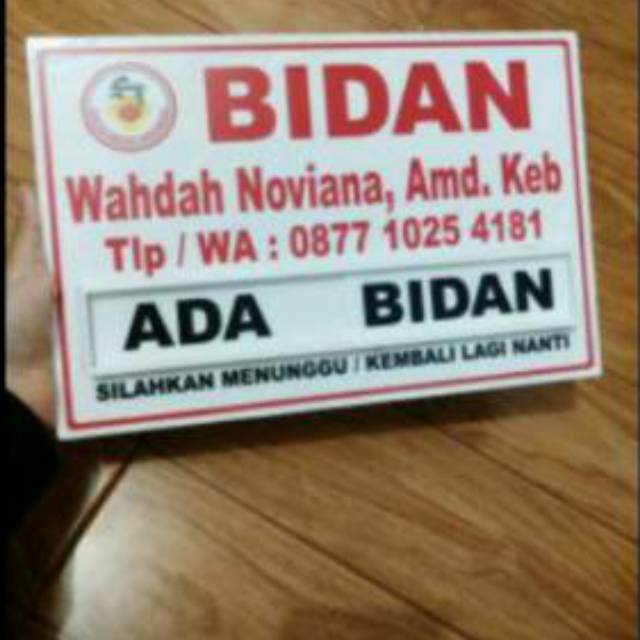 BIDAN
Wahdah Noviana, Amd. Keb
Tlp / WA : 0877 1025 4181
ADA BIDAN
SILAHKAN MENUNGGU / KEMBALI LAGI NANTI